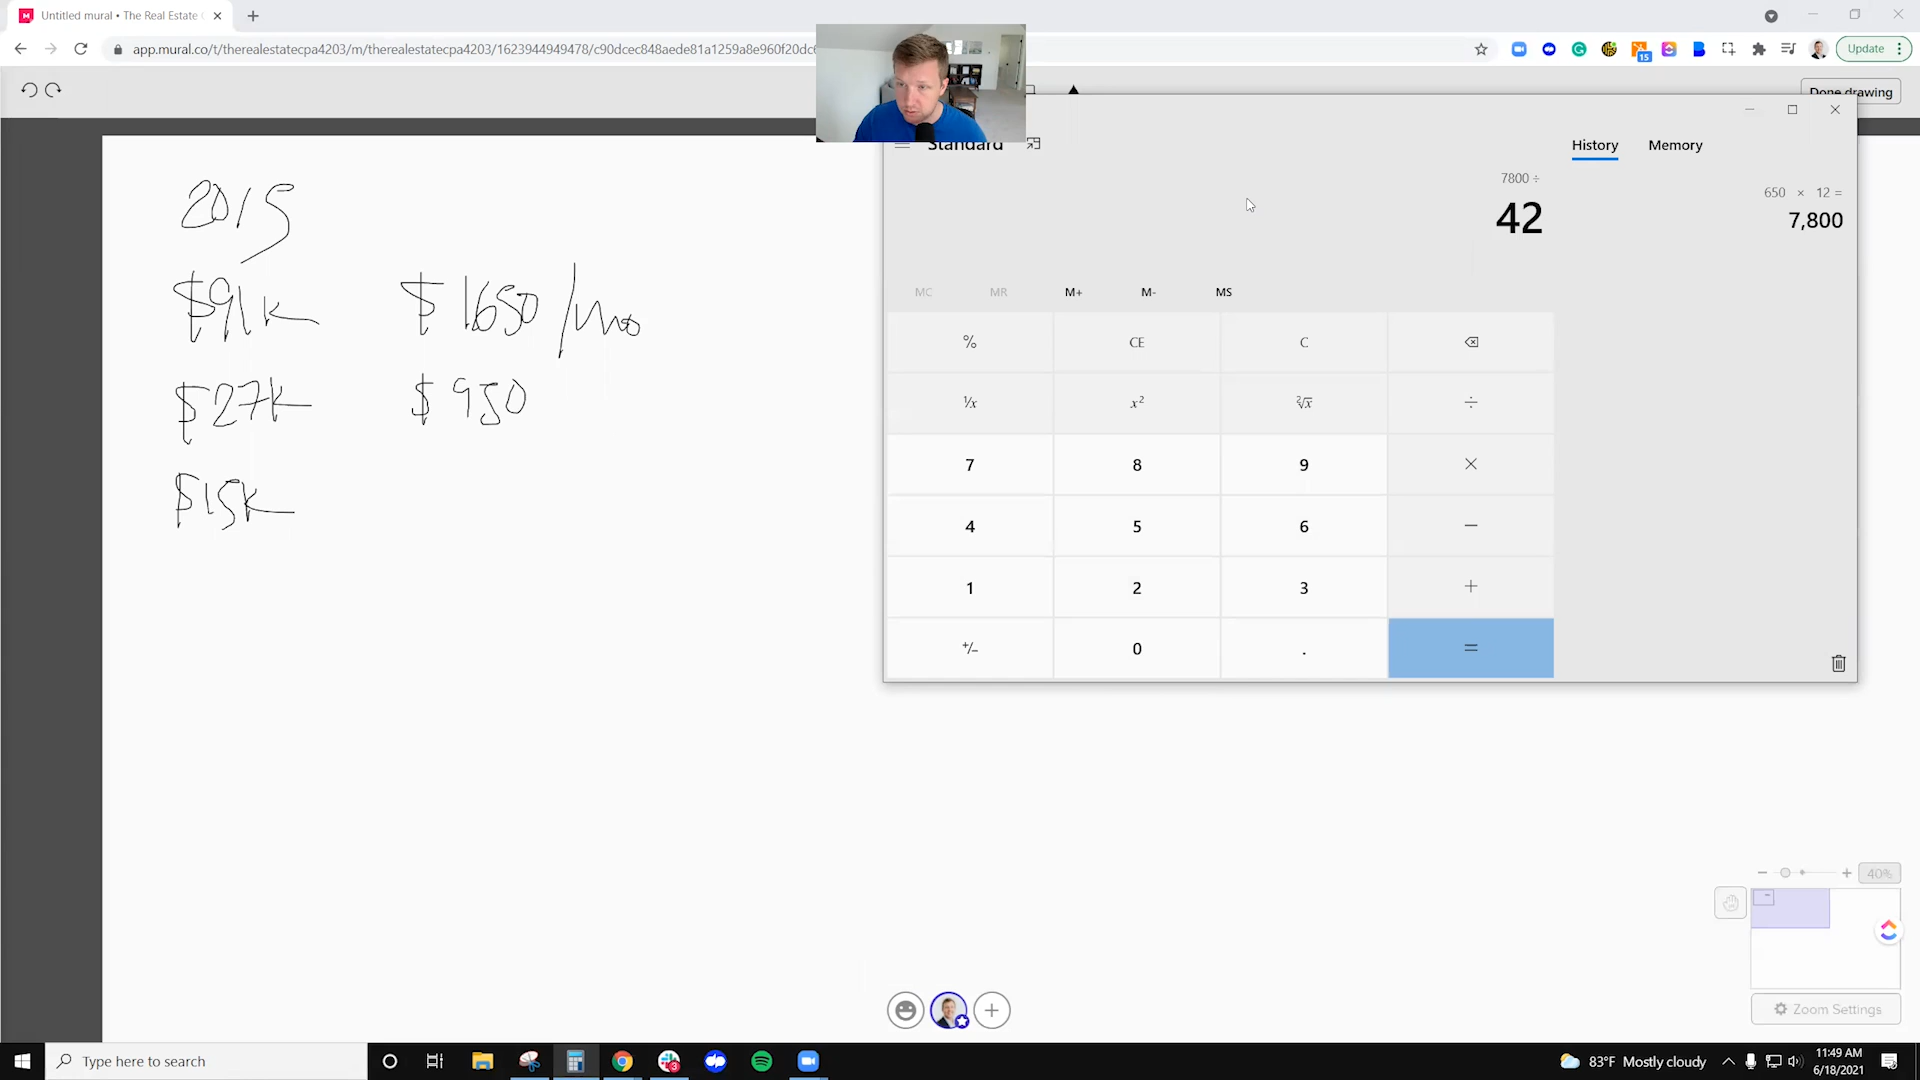 Untitled mural • The Real Estate
app.mural.co/t/therealestatecpa4203/m/therealestatecpa4203/1623944949478/c90dcec848aede81a1259a8e960f20dc6
15
Update
Done drawing
Standard
History
Memory
7800 ÷
42
650 × 12 =
7,800
MC MR M+ M- MS
% CE C
1/x x² ²√x ÷
7 8 9 ×
4 5 6 −
1 2 3 +
+/− 0 . =
2015
$91k $1650/mo
$27k $950
$15k
40%
Zoom Settings
Type here to search
3
83°F Mostly cloudy
11:49 AM
6/18/2021